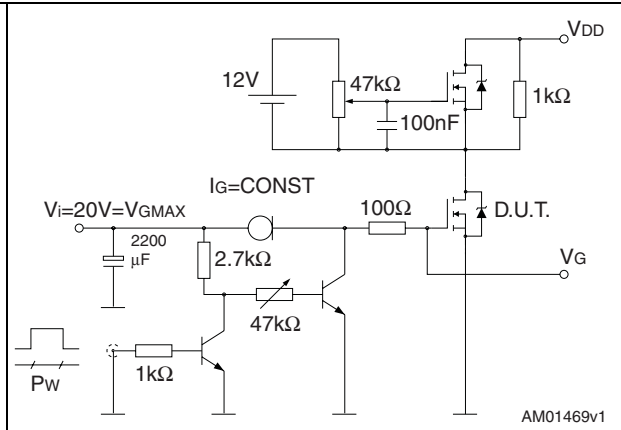 VDD
12V
47kΩ
1kΩ
100nF
IG=CONST
Vi=20V=VGMAX
100Ω
D.U.T.
2200
μF
2.7kΩ
VG
47kΩ
1kΩ
PW
AM01469v1